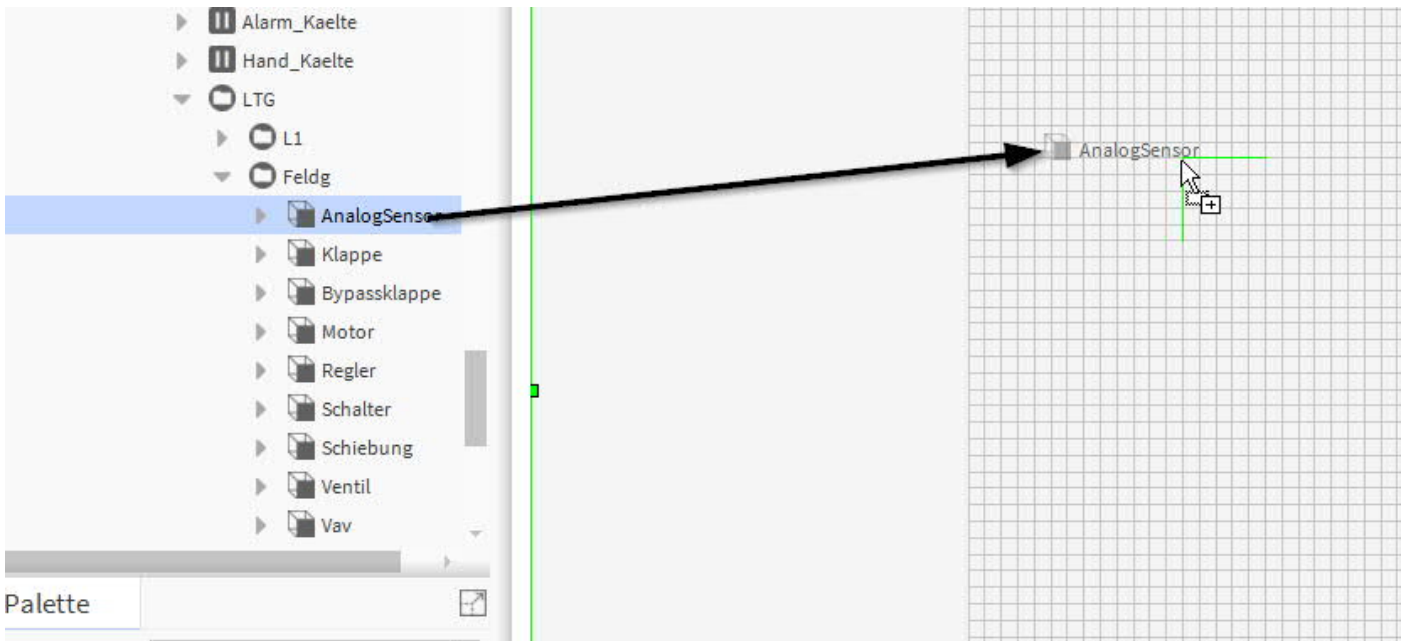 Alarm_Kaelte
Hand_Kaelte
LTG
L1
Feldg
AnalogSensor
AnalogSensor
Klappe
Bypassklappe
Motor
Regler
Schalter
Schiebung
Ventil
Vav
Palette